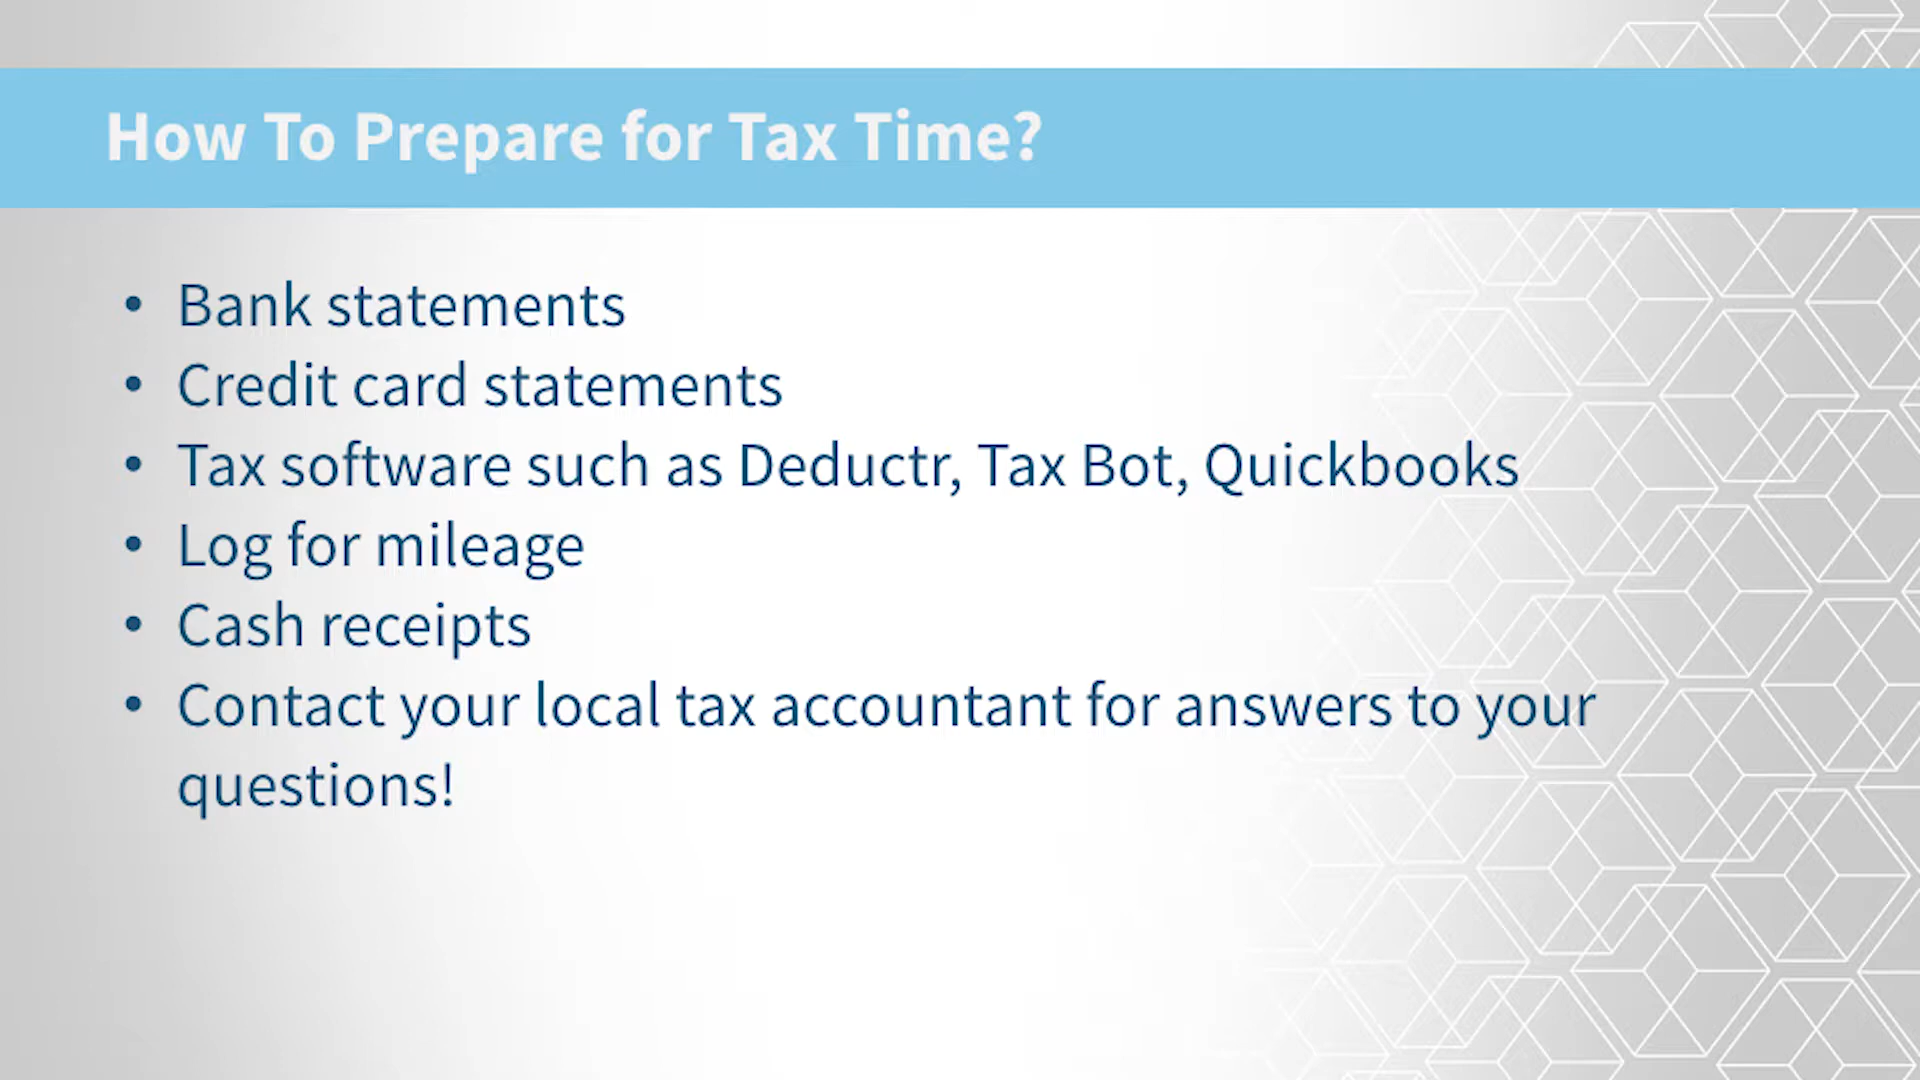 How To Prepare for Tax Time?
• Bank statements
• Credit card statements
• Tax software such as Deductr, Tax Bot, Quickbooks
• Log for mileage
• Cash receipts
• Contact your local tax accountant for answers to your
questions!